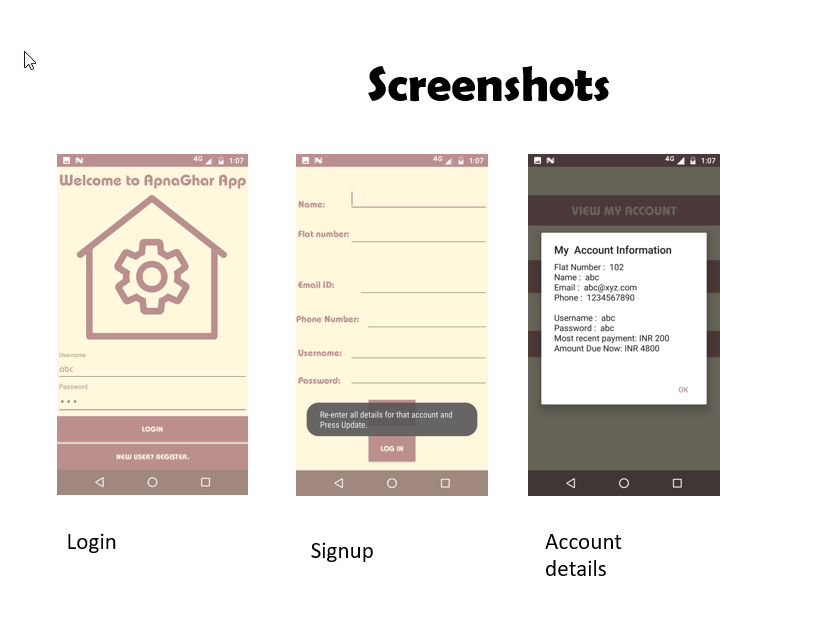 Screenshots
4G 1:07
Welcome to ApnaGhar App
Username
abc
Password
LOGIN
NEW USER? REGISTER.
Login
4G 1:07
Name:
Flat number:
Email ID:
Phone Number:
Username:
Password:
Re-enter all details for that account and
Press Update.
LOG IN
Signup
4G 1:07
VIEW MY ACCOUNT
My Account Information
Flat Number : 102
Name : abc
Email : abc@xyz.com
Phone : 1234567890
Username : abc
Password : abc
Most recent payment: INR 200
Amount Due Now: INR 4800
OK
Account
details